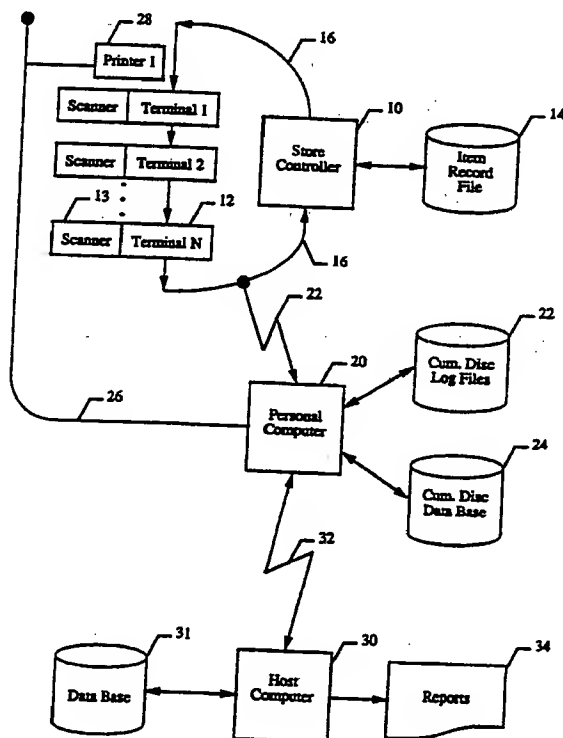 28
16
Printer 1
10
14
Scanner Terminal 1
Store
Controller
Item
Record
File
Scanner Terminal 2
13
12
Scanner Terminal N
16
22
22
20
Cum. Disc
Log Files
26
Personal
Computer
24
Cum. Disc
Data Base
32
31
30
34
Data Base
Host
Computer
Reports